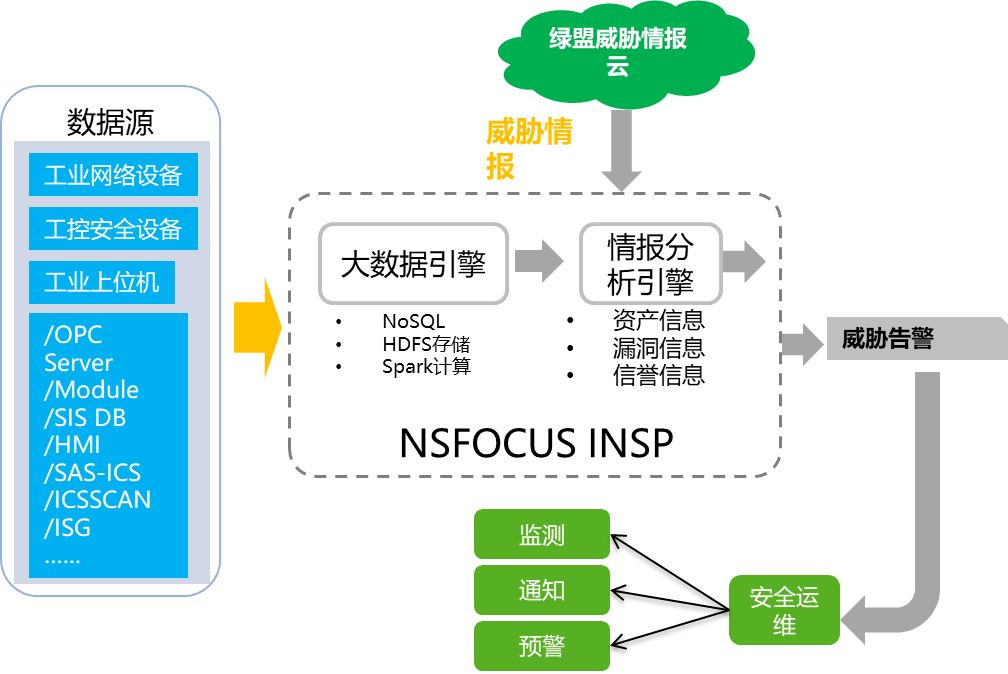 绿盟威胁情报
云
威胁情
报
数据源
工业网络设备
工控安全设备
工业上位机
/OPC
Server
/Module
/SIS DB
/HMI
/SAS-ICS
/ICSSCAN
/ISG
......
大数据引擎
• NoSQL
• HDFS存储
• Spark计算
情报分
析引擎
• 资产信息
• 漏洞信息
• 信誉信息
NSFOCUS INSP
威胁告警
监测
通知
预警
安全运
维